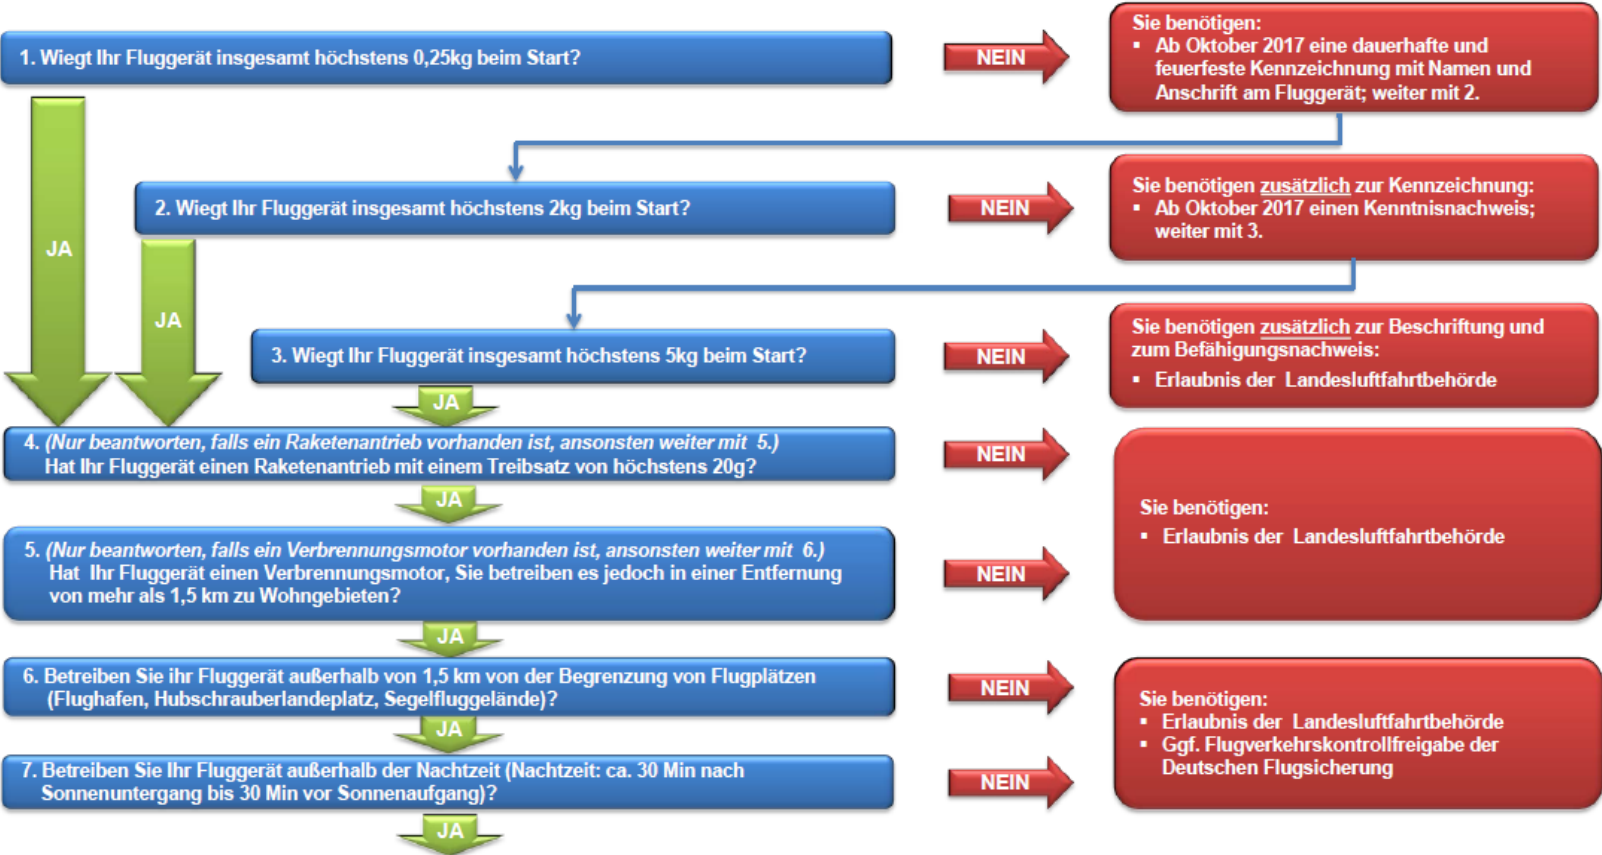 1. Wiegt Ihr Fluggerät insgesamt höchstens 0,25kg beim Start?
NEIN
Sie benötigen:
▪ Ab Oktober 2017 eine dauerhafte und
feuerfeste Kennzeichnung mit Namen und
Anschrift am Fluggerät; weiter mit 2.
JA
2. Wiegt Ihr Fluggerät insgesamt höchstens 2kg beim Start?
NEIN
Sie benötigen zusätzlich zur Kennzeichnung:
▪ Ab Oktober 2017 einen Kenntnisnachweis;
weiter mit 3.
JA
3. Wiegt Ihr Fluggerät insgesamt höchstens 5kg beim Start?
NEIN
Sie benötigen zusätzlich zur Beschriftung und
zum Befähigungsnachweis:
▪ Erlaubnis der Landesluftfahrtbehörde
JA
4. (Nur beantworten, falls ein Raketenantrieb vorhanden ist, ansonsten weiter mit 5.)
Hat Ihr Fluggerät einen Raketenantrieb mit einem Treibsatz von höchstens 20g?
NEIN
JA
Sie benötigen:
▪ Erlaubnis der Landesluftfahrtbehörde
5. (Nur beantworten, falls ein Verbrennungsmotor vorhanden ist, ansonsten weiter mit 6.)
Hat Ihr Fluggerät einen Verbrennungsmotor, Sie betreiben es jedoch in einer Entfernung
von mehr als 1,5 km zu Wohngebieten?
NEIN
JA
6. Betreiben Sie ihr Fluggerät außerhalb von 1,5 km von der Begrenzung von Flugplätzen
(Flughafen, Hubschrauberlandeplatz, Segelfluggelände)?
NEIN
Sie benötigen:
▪ Erlaubnis der Landesluftfahrtbehörde
▪ Ggf. Flugverkehrskontrollfreigabe der
Deutschen Flugsicherung
JA
7. Betreiben Sie Ihr Fluggerät außerhalb der Nachtzeit (Nachtzeit: ca. 30 Min nach
Sonnenuntergang bis 30 Min vor Sonnenaufgang)?
NEIN
JA